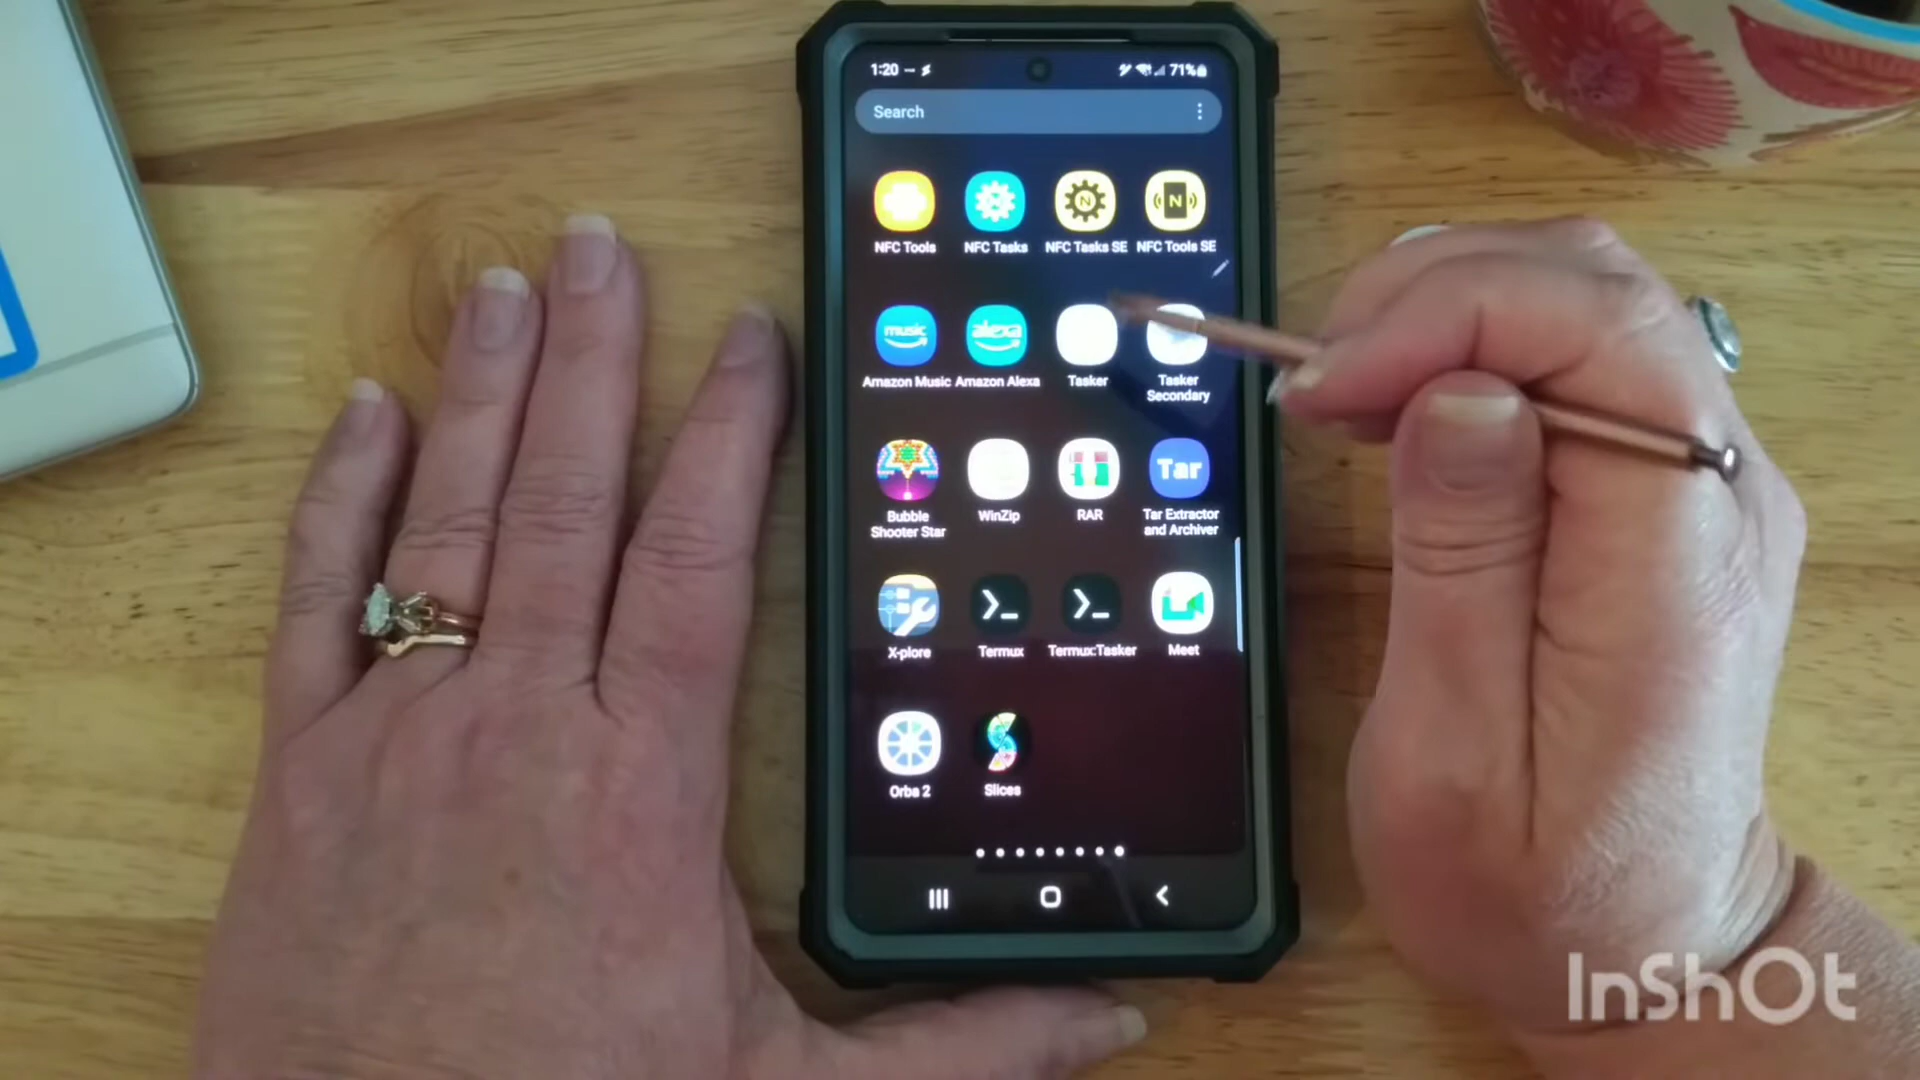 1:20
71%
Search
NFC Tools NFC Tasks NFC Tasks SE NFC Tools SE
music alexa
Amazon Music Amazon Alexa Tasker Tasker Secondary
Tar
Bubble Shooter Star WinZip RAR Tar Extractor and Archiver
X-plore Termux Termux:Tasker Meet
Orba 2 Slices
InShOt